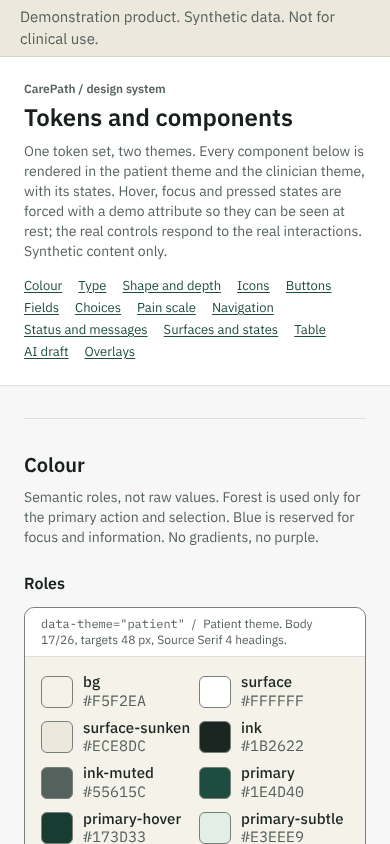 Demonstration product. Synthetic data. Not for
clinical use.
CarePath / design system
Tokens and components
One token set, two themes. Every component below is
rendered in the patient theme and the clinician theme,
with its states. Hover, focus and pressed states are
forced with a demo attribute so they can be seen at
rest; the real controls respond to the real interactions.
Synthetic content only.
Colour Type Shape and depth Icons Buttons
Fields Choices Pain scale Navigation
Status and messages Surfaces and states Table
AI draft Overlays
Colour
Semantic roles, not raw values. Forest is used only for
the primary action and selection. Blue is reserved for
focus and information. No gradients, no purple.
Roles
data-theme="patient" / Patient theme. Body
17/26, targets 48 px, Source Serif 4 headings.
bg surface
#F5F2EA #FFFFFF
surface-sunken ink
#ECE8DC #1B2622
ink-muted primary
#55615C #1E4D40
primary-hover primary-subtle
#173D33 #E3EEE9